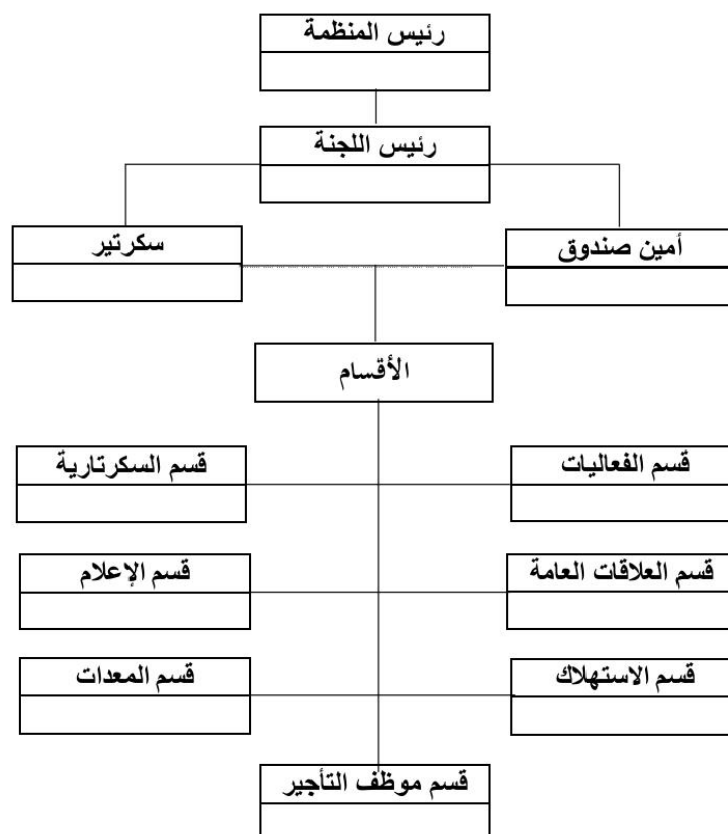 رئيس المنظمة
رئيس اللجنة
أمين صندوق
سكرتير
الأقسام
قسم الفعاليات
قسم السكرتارية
قسم العلاقات العامة
قسم الإعلام
قسم الاستهلاك
قسم المعدات
قسم موظف التأجير